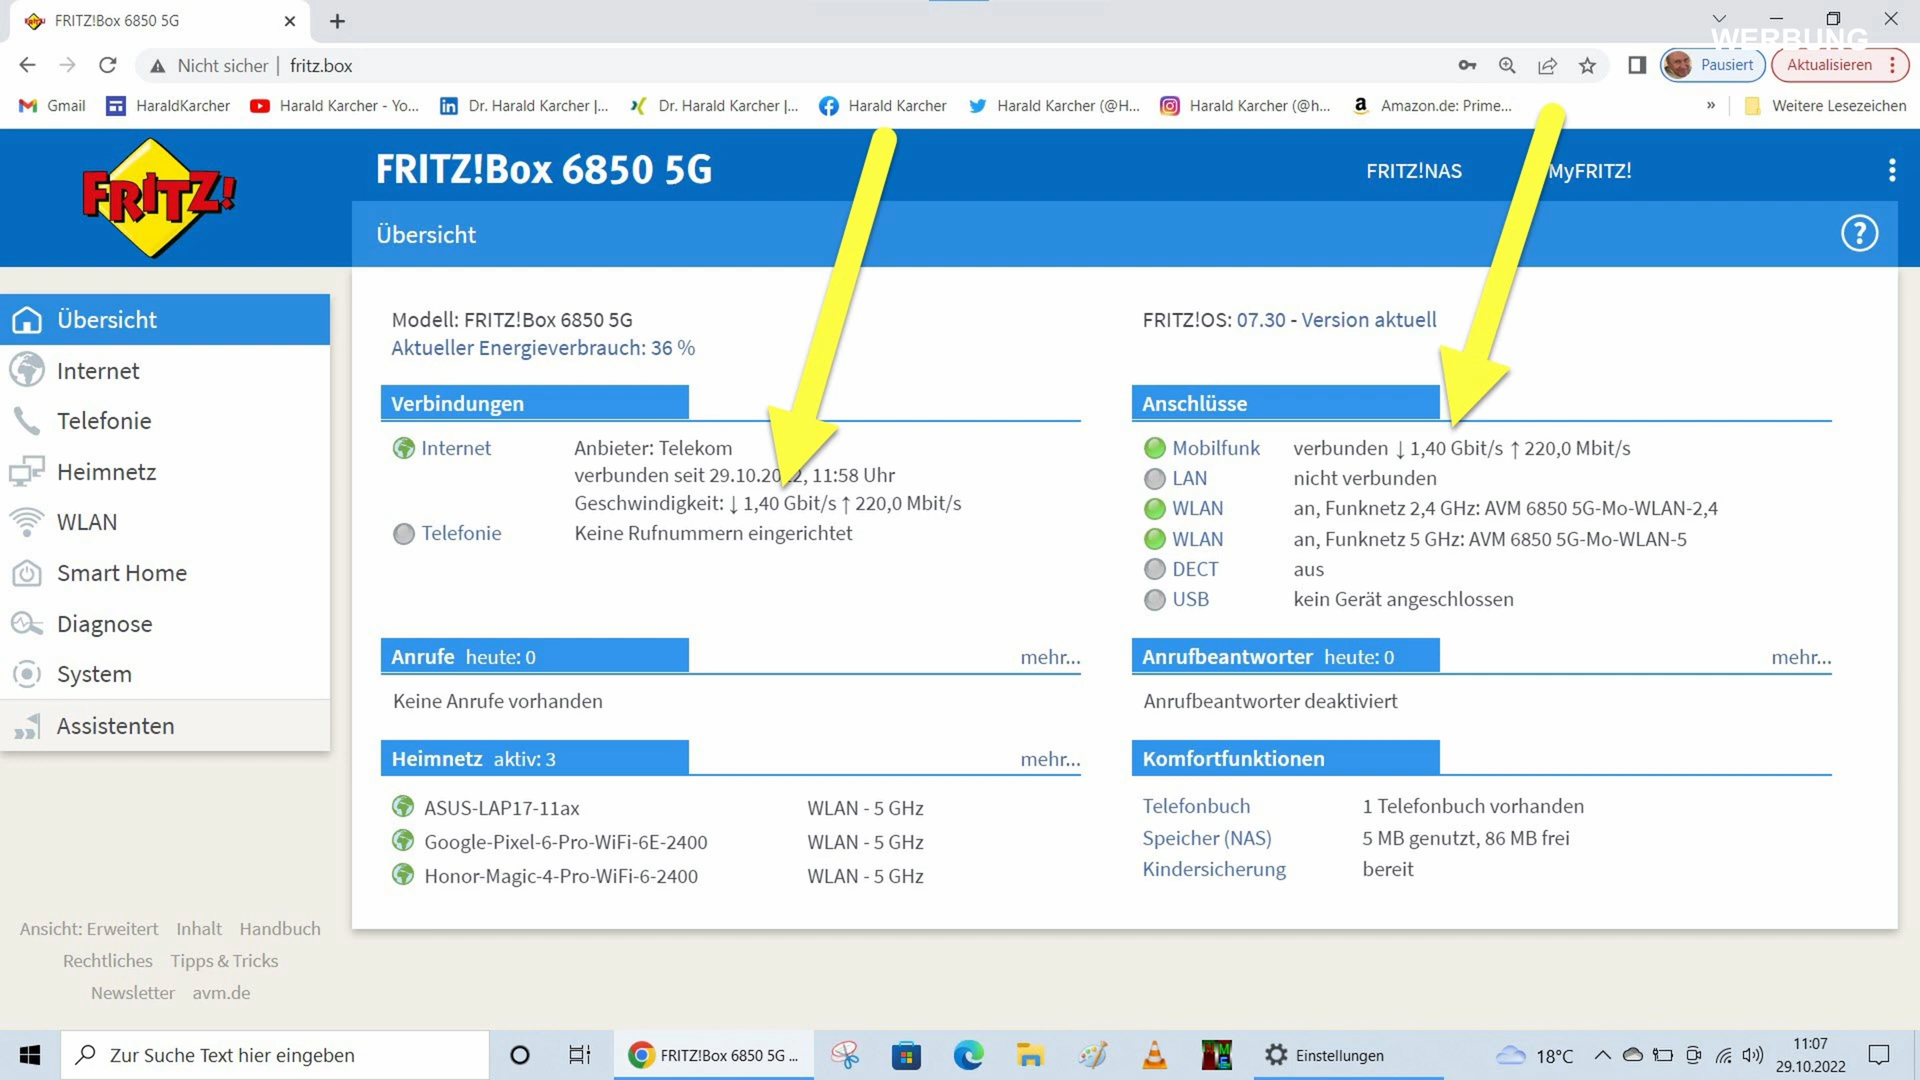 FRITZ!Box 6850 5G
WERBUNG
Nicht sicher | fritz.box
Pausiert
Aktualisieren
Gmail
HaraldKarcher
Harald Karcher - Yo...
Dr. Harald Karcher |...
Dr. Harald Karcher |...
Harald Karcher
Harald Karcher (@H...
Harald Karcher (@h...
Amazon.de: Prime...
»
Weitere Lesezeichen
FRITZ!
FRITZ!Box 6850 5G
FRITZ!NAS
MyFRITZ!
Übersicht
?
Übersicht
Internet
Telefonie
Heimnetz
WLAN
Smart Home
Diagnose
System
Assistenten
Ansicht: Erweitert Inhalt Handbuch
Rechtliches Tipps & Tricks
Newsletter avm.de
Modell: FRITZ!Box 6850 5G
Aktueller Energieverbrauch: 36 %
FRITZ!OS: 07.30 - Version aktuell
Verbindungen
Internet Anbieter: Telekom
verbunden seit 29.10.2022, 11:58 Uhr
Geschwindigkeit: ↓ 1,40 Gbit/s ↑ 220,0 Mbit/s
Telefonie Keine Rufnummern eingerichtet
Anschlüsse
Mobilfunk verbunden ↓ 1,40 Gbit/s ↑ 220,0 Mbit/s
LAN nicht verbunden
WLAN an, Funknetz 2,4 GHz: AVM 6850 5G-Mo-WLAN-2,4
WLAN an, Funknetz 5 GHz: AVM 6850 5G-Mo-WLAN-5
DECT aus
USB kein Gerät angeschlossen
Anrufe heute: 0 mehr...
Keine Anrufe vorhanden
Anrufbeantworter heute: 0 mehr...
Anrufbeantworter deaktiviert
Heimnetz aktiv: 3 mehr...
ASUS-LAP17-11ax WLAN - 5 GHz
Google-Pixel-6-Pro-WiFi-6E-2400 WLAN - 5 GHz
Honor-Magic-4-Pro-WiFi-6-2400 WLAN - 5 GHz
Komfortfunktionen
Telefonbuch 1 Telefonbuch vorhanden
Speicher (NAS) 5 MB genutzt, 86 MB frei
Kindersicherung bereit
Zur Suche Text hier eingeben
FRITZ!Box 6850 5G ...
Einstellungen
18°C
11:07
29.10.2022